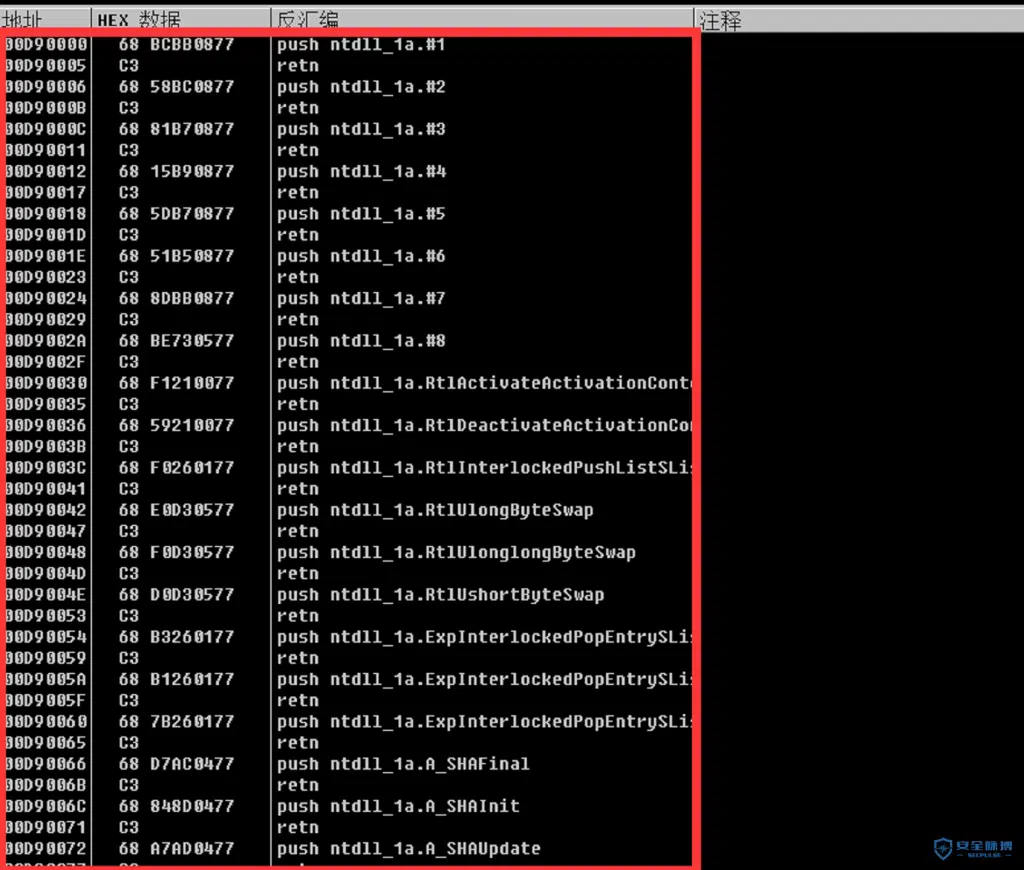 地址 HEX 数据 反汇编 注释
00D90000 68 BCBB0877 push ntdll_1a.#1
00D90005 C3 retn
00D90006 68 58BC0877 push ntdll_1a.#2
00D9000B C3 retn
00D9000C 68 81B70877 push ntdll_1a.#3
00D90011 C3 retn
00D90012 68 15B90877 push ntdll_1a.#4
00D90017 C3 retn
00D90018 68 5DB70877 push ntdll_1a.#5
00D9001D C3 retn
00D9001E 68 51B50877 push ntdll_1a.#6
00D90023 C3 retn
00D90024 68 8DBB0877 push ntdll_1a.#7
00D90029 C3 retn
00D9002A 68 BE730577 push ntdll_1a.#8
00D9002F C3 retn
00D90030 68 F1210077 push ntdll_1a.RtlActivateActivationConte
00D90035 C3 retn
00D90036 68 59210077 push ntdll_1a.RtlDeactivateActivationCon
00D9003B C3 retn
00D9003C 68 F0260177 push ntdll_1a.RtlInterlockedPushListSLis
00D90041 C3 retn
00D90042 68 E0D30577 push ntdll_1a.RtlUlongByteSwap
00D90047 C3 retn
00D90048 68 F0D30577 push ntdll_1a.RtlUlonglongByteSwap
00D9004D C3 retn
00D9004E 68 D0D30577 push ntdll_1a.RtlUshortByteSwap
00D90053 C3 retn
00D90054 68 B3260177 push ntdll_1a.ExpInterlockedPopEntrySLis
00D90059 C3 retn
00D9005A 68 B1260177 push ntdll_1a.ExpInterlockedPopEntrySLis
00D9005F C3 retn
00D90060 68 7B260177 push ntdll_1a.ExpInterlockedPopEntrySLis
00D90065 C3 retn
00D90066 68 D7AC0477 push ntdll_1a.A_SHAFinal
00D9006B C3 retn
00D9006C 68 848D0477 push ntdll_1a.A_SHAInit
00D90071 C3 retn
00D90072 68 A7AD0477 push ntdll_1a.A_SHAUpdate
安全脉搏
SECPULSE.COM